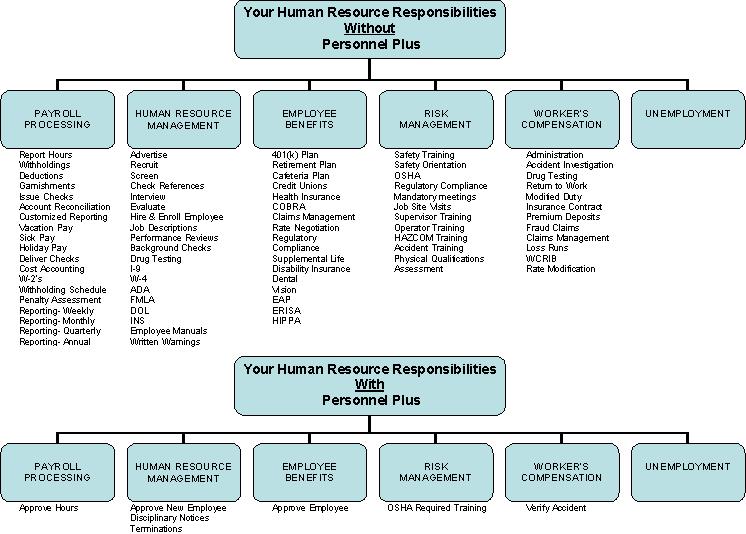 Your Human Resource Responsibilities
Without
Personnel Plus
PAYROLL
PROCESSING
Report Hours
Withholdings
Deductions
Garnishments
Issue Checks
Account Reconciliation
Customized Reporting
Vacation Pay
Sick Pay
Holiday Pay
Deliver Checks
Cost Accounting
W-2's
Withholding Schedule
Penalty Assessment
Reporting- Weekly
Reporting- Monthly
Reporting- Quarterly
Reporting- Annual
HUMAN RESOURCE
MANAGEMENT
Advertise
Recruit
Screen
Check References
Interview
Evaluate
Hire & Enroll Employee
Job Descriptions
Performance Reviews
Background Checks
Drug Testing
I-9
W-4
ADA
FMLA
DOL
INS
Employee Manuals
Written Warnings
EMPLOYEE
BENEFITS
401(k) Plan
Retirement Plan
Cafeteria Plan
Credit Unions
Health Insurance
COBRA
Claims Management
Rate Negotiation
Regulatory
Compliance
Supplemental Life
Disability Insurance
Dental
Vision
EAP
ERISA
HIPPA
RISK
MANAGEMENT
Safety Training
Safety Orientation
OSHA
Regulatory Compliance
Mandatory meetings
Job Site Visits
Supervisor Training
Operator Training
HAZCOM Training
Accident Training
Physical Qualifications
Assessment
WORKER'S
COMPENSATION
Administration
Accident Investigation
Drug Testing
Return to Work
Modified Duty
Insurance Contract
Premium Deposits
Fraud Claims
Claims Management
Loss Runs
WCRIB
Rate Modification
UNEMPLOYMENT
Your Human Resource Responsibilities
With
Personnel Plus
PAYROLL
PROCESSING
Approve Hours
HUMAN RESOURCE
MANAGEMENT
Approve New Employee
Disciplinary Notices
Terminations
EMPLOYEE
BENEFITS
Approve Employee
RISK
MANAGEMENT
OSHA Required Training
WORKER'S
COMPENSATION
Verify Accident
UNEMPLOYMENT